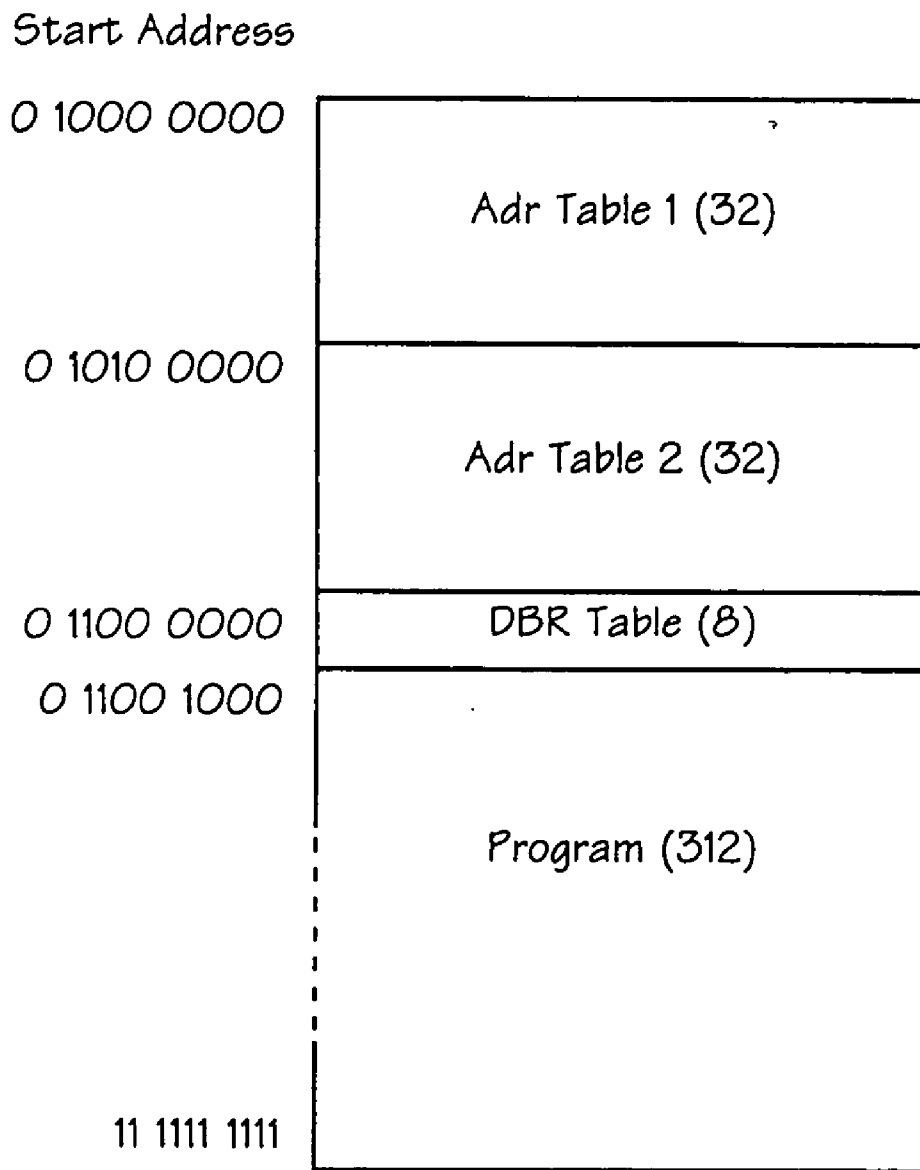 Start Address
0 1000 0000
Adr Table 1 (32)
0 1010 0000
Adr Table 2 (32)
0 1100 0000
DBR Table (8)
0 1100 1000
Program (312)
11 1111 1111